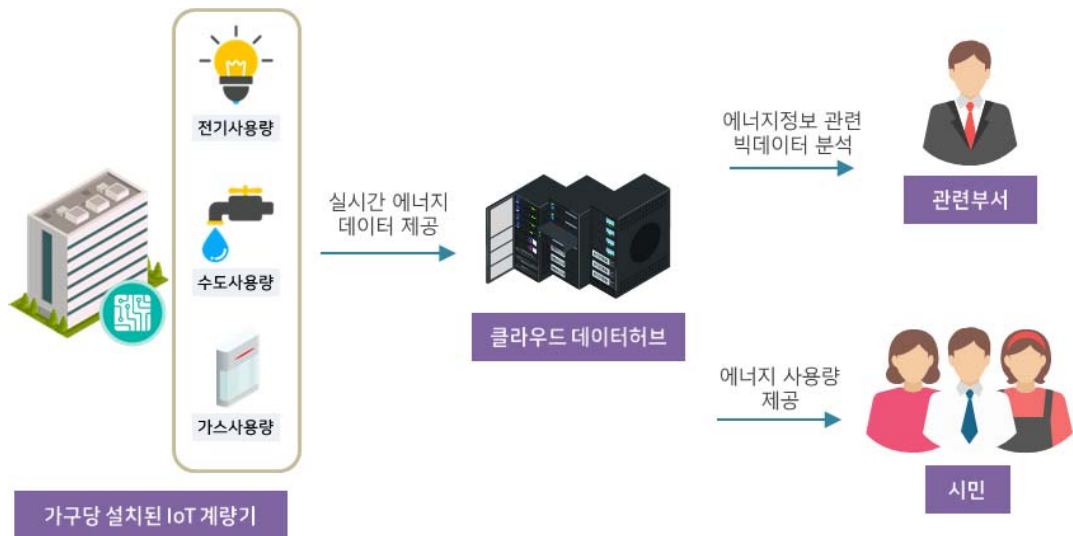 전기사용량
수도사용량
가스사용량
가구당 설치된 IoT 계량기
실시간 에너지
데이터 제공
클라우드 데이터허브
에너지정보 관련
빅데이터 분석
관련부서
에너지 사용량
제공
시민